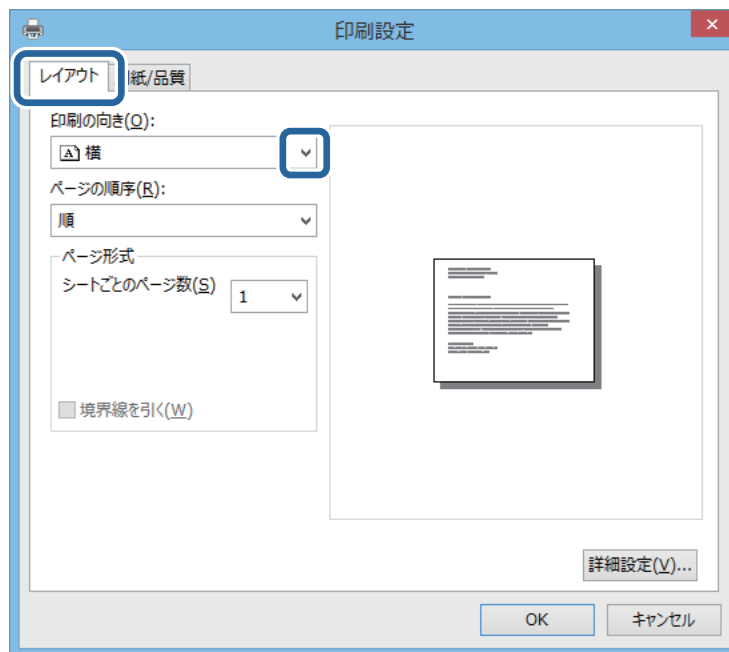 印刷設定
レイアウト
紙/品質
印刷の向き(O):
A 横
ページの順序(R):
順
ページ形式
シートごとのページ数(S)
1
境界線を引く(W)
詳細設定(V)...
OK
キャンセル